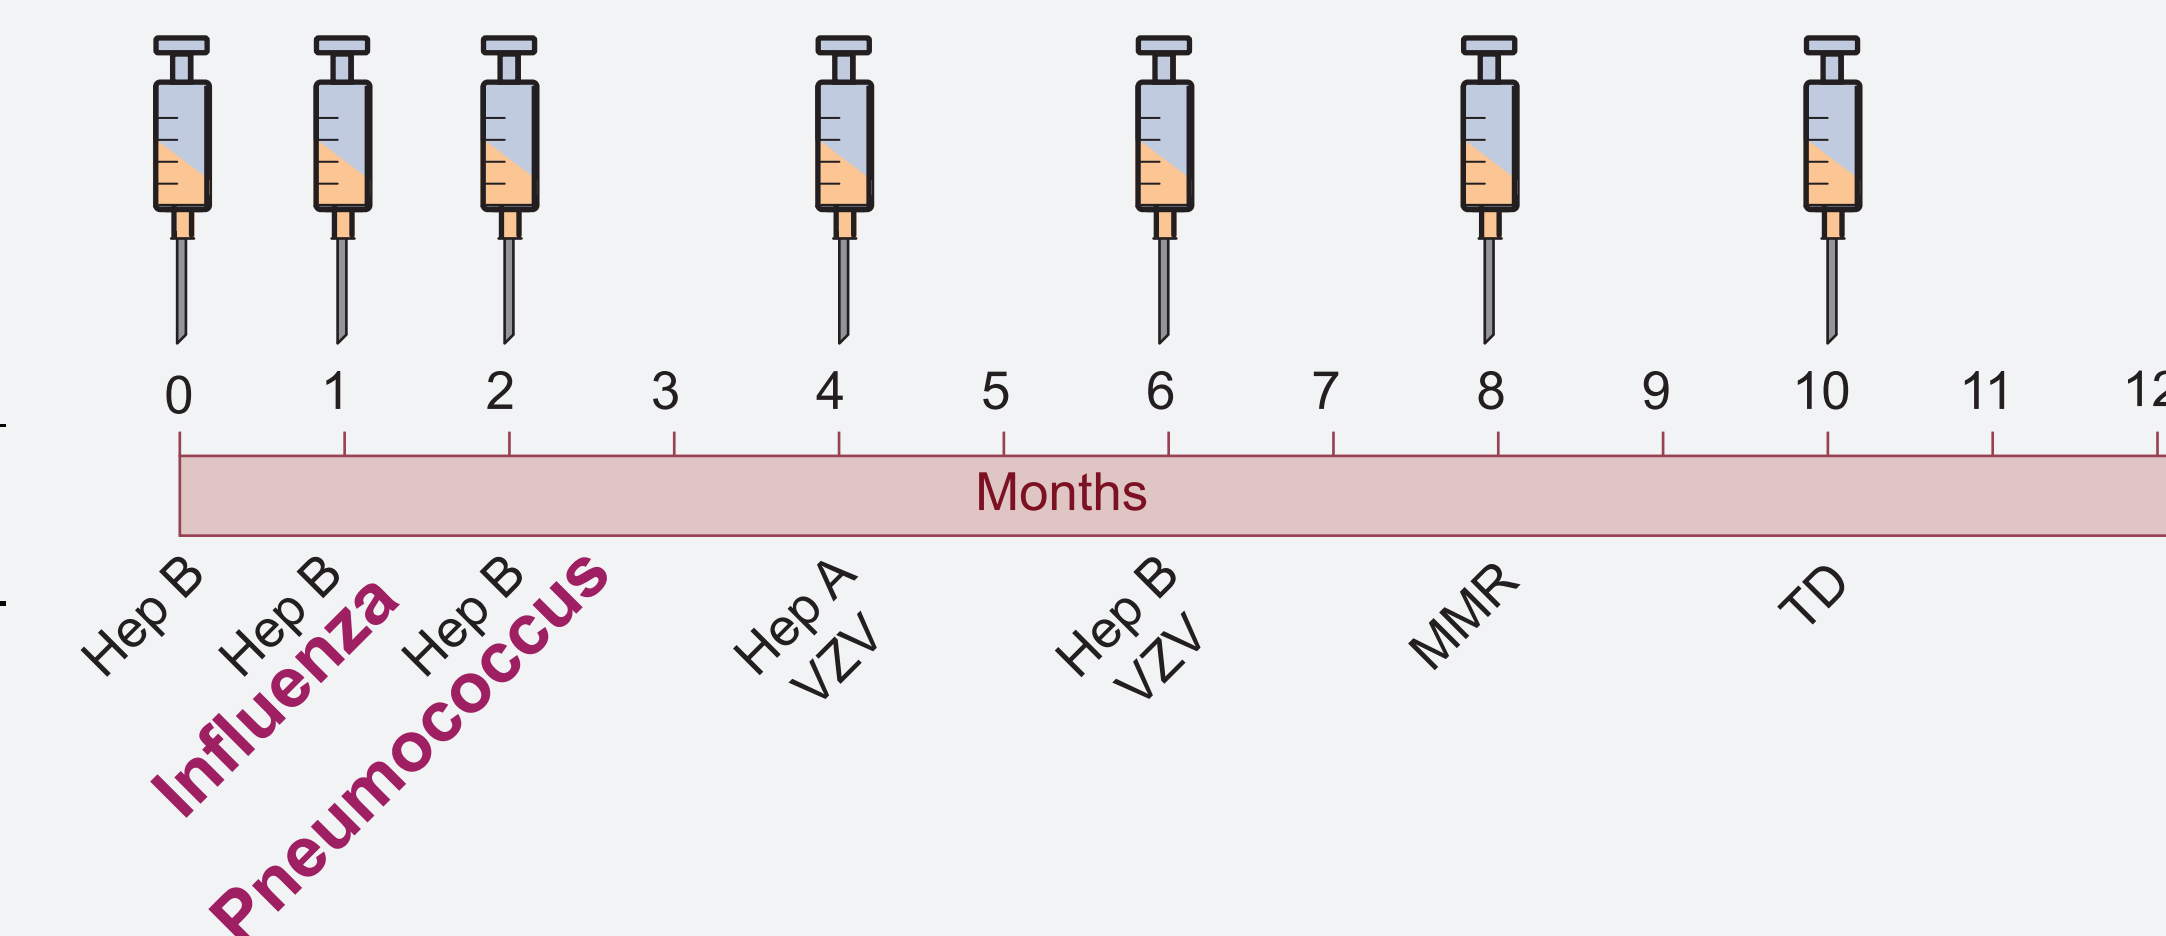 0 1 2 3 4 5 6 7 8 9 10 11 12
Months
Hep B
Hep B
Influenza
Hep B
Pneumococcus
Hep A
VZV
Hep B
VZV
MMR
TD